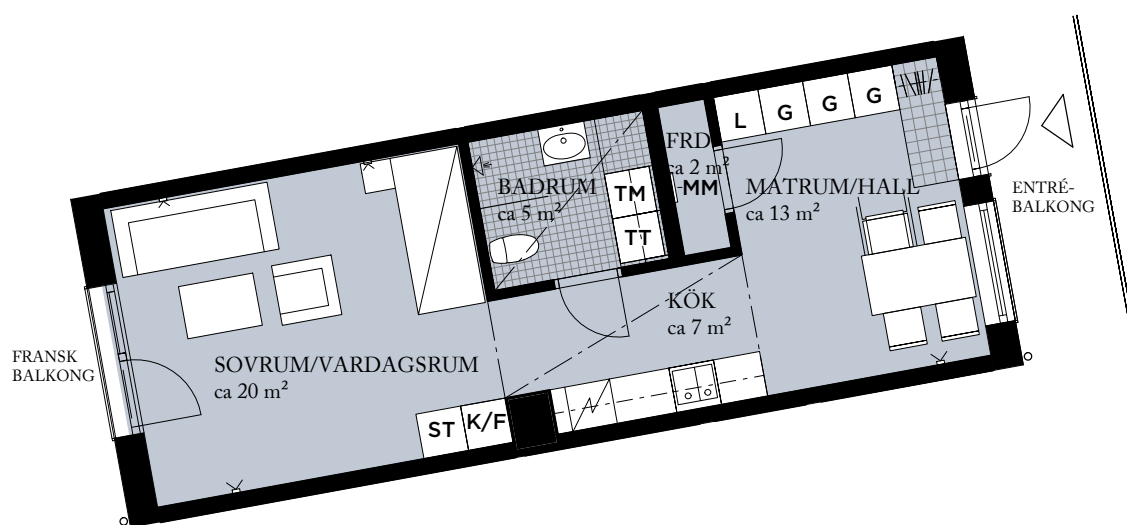 L
G
G
G
FRD
ca 2 m²
-MM
BADRUM
ca 5 m²
TM
TT
MATRUM/HALL
ca 13 m²
ENTRÉ-
BALKONG
KÖK
ca 7 m²
FRANSK
BALKONG
SOVRUM/VARDAGSRUM
ca 20 m²
ST
K/F